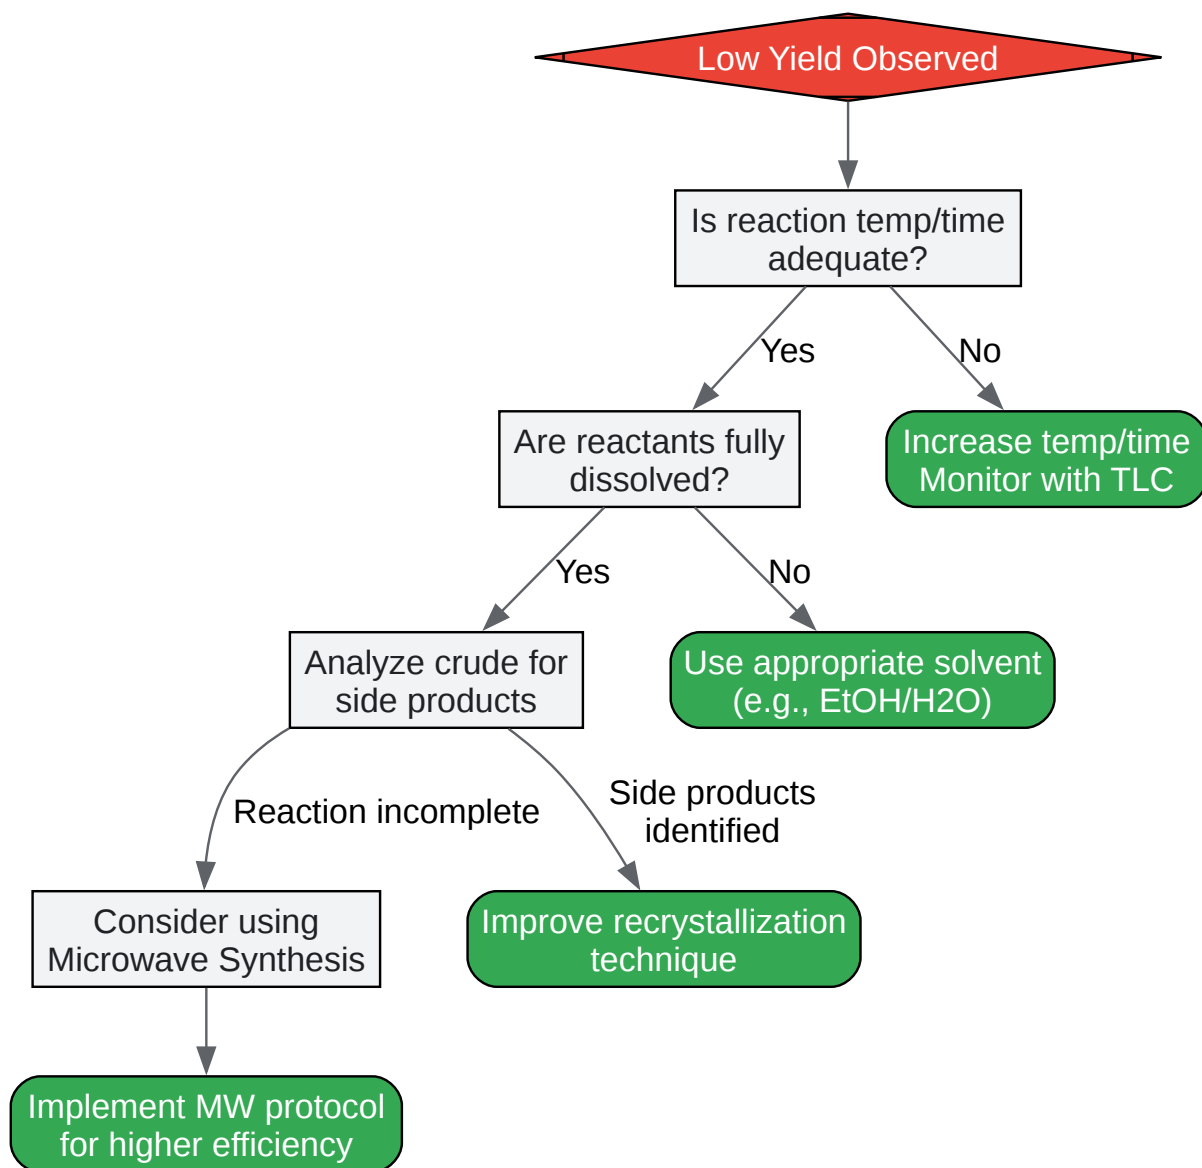 Low Yield Observed
Is reaction temp/time
adequate?
Yes
No
Are reactants fully
dissolved?
Increase temp/time
Monitor with TLC
Yes
No
Analyze crude for
side products
Use appropriate solvent
(e.g., EtOH/H2O)
Reaction incomplete
Side products
identified
Consider using
Microwave Synthesis
Improve recrystallization
technique
Implement MW protocol
for higher efficiency